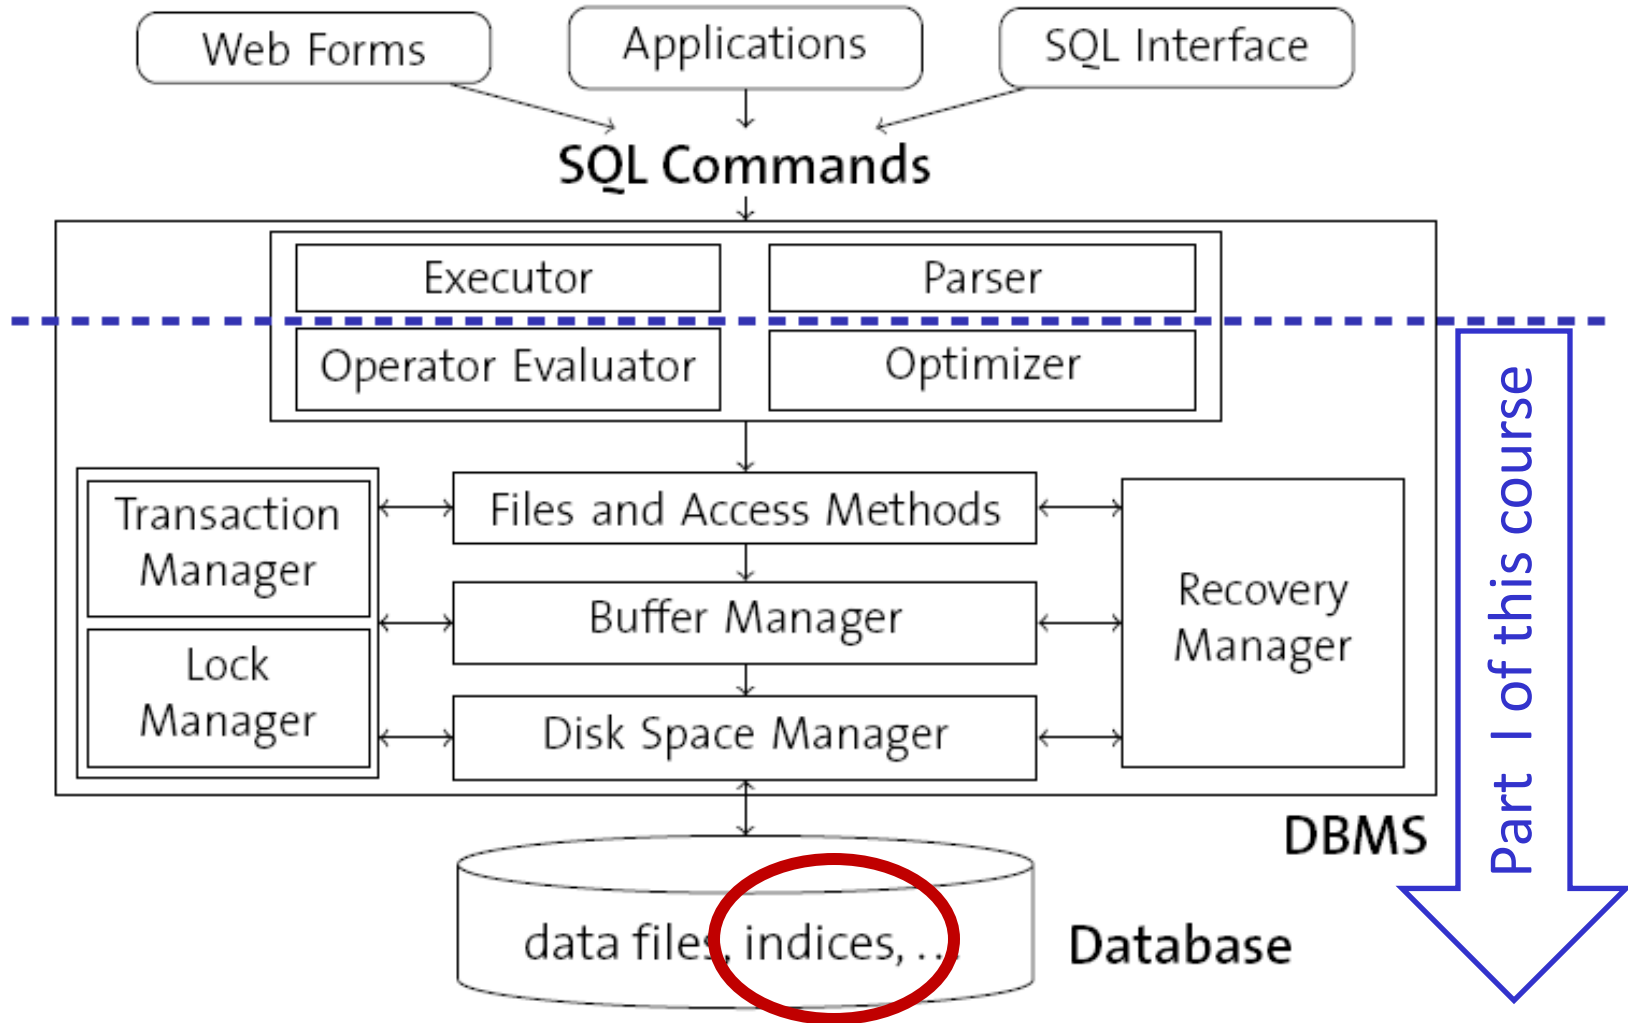 Web Forms
Applications
SQL Interface
SQL Commands
Executor
Parser
Operator Evaluator
Optimizer
Transaction
Manager
Files and Access Methods
Buffer Manager
Lock
Manager
Disk Space Manager
Recovery
Manager
Part I of this course
DBMS
data files, indices, ...
Database